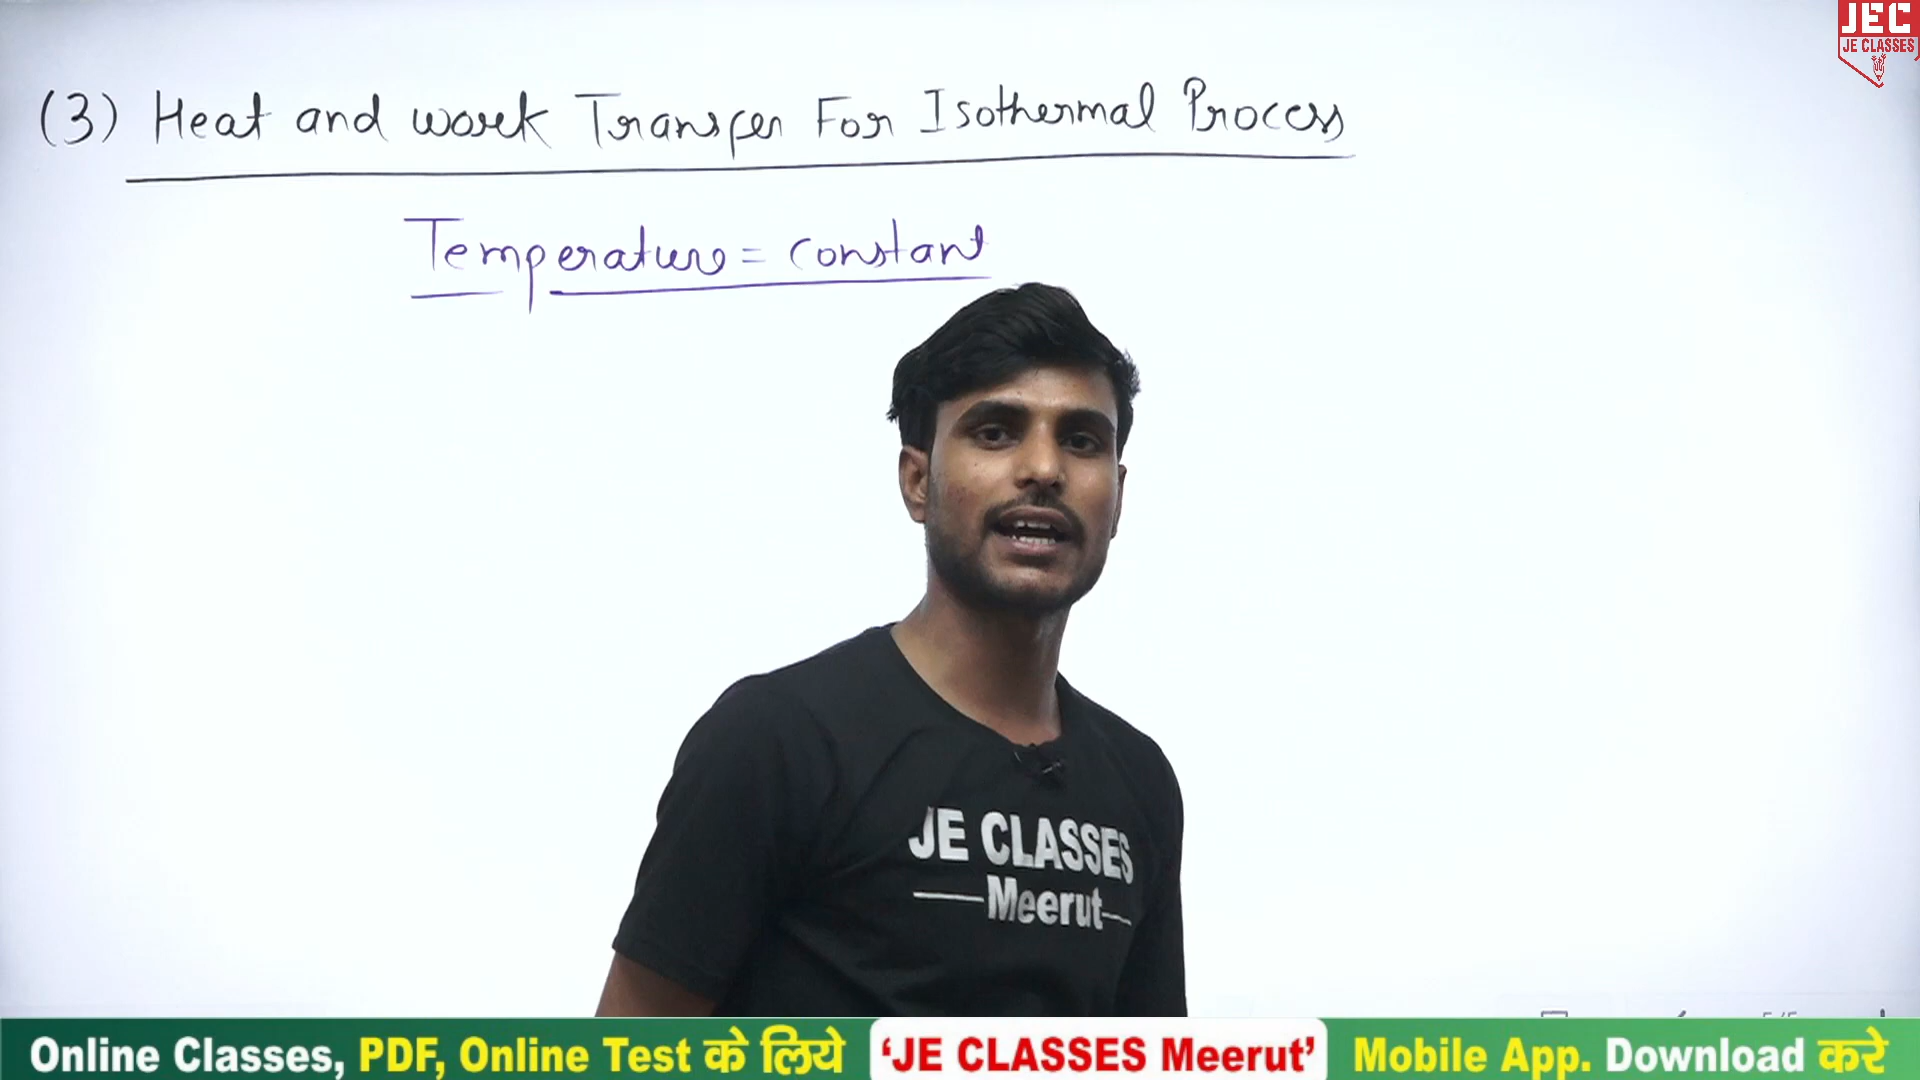 JEC
JE CLASSES
(3) Heat and work Transfer For Isothermal Process
Temperature = constant
JE CLASSES
Meerut
Online Classes, PDF, Online Test के लिये 'JE CLASSES Meerut' Mobile App. Download करे